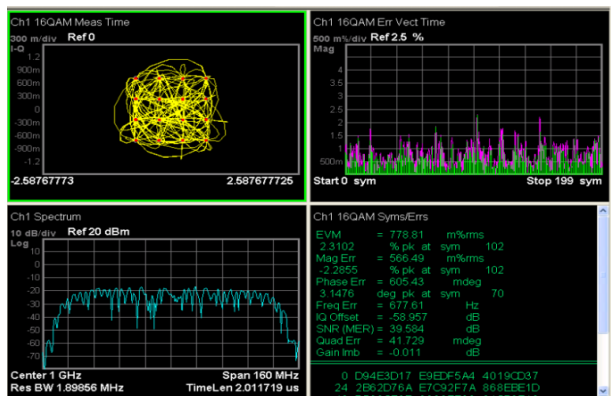 Ch1 16QAM Meas Time
300 m/div Ref 0
I-Q
1.2
900m
600m
300m
0
-300m
-600m
-900m
-1.2
-2.587677773 2.5876777725
Ch1 16QAM Err Vect Time
500 m%/div Ref 2.5 %
Mag
4
3.5
3
2.5
2
1.5
1
500m
Start 0 sym Stop 199 sym
Ch1 Spectrum
10 dB/div Ref 20 dBm
Log
10
0
-10
-20
-30
-40
-50
-60
-70
Center 1 GHz Span 160 MHz
Res BW 1.89856 MHz TimeLen 2.011719 us
Ch1 16QAM Syms/Errs
EVM = 778.81 m%rms
2.3102 % pk at sym 102
Mag Err = 566.49 m%rms
-2.2855 % pk at sym 102
Phase Err = 605.43 mdeg
3.1476 deg pk at sym 70
Freq Err = 677.61 Hz
IQ Offset = -58.957 dB
SNR (MER) = 39.584 dB
Quad Err = 41.729 mdeg
Gain Imb = -0.011 dB
0 D94E3D17 E9EDF5A4 4019CD37
24 2B62D76A E7C92F7A 868EBE1D